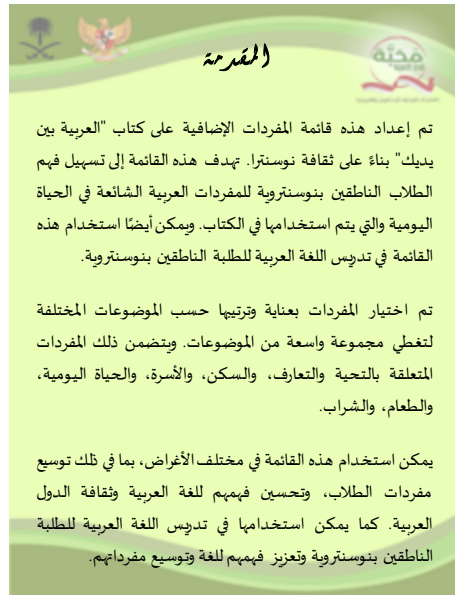 المقدمة
مجنّة
تم إعداد هذه قائمة المفردات الإضافية على كتاب "العربية بين
يديك" بناءً على ثقافة نوسنترا. تهدف هذه القائمة إلى تسهيل فهم
الطلاب الناطقين بنوسنتروية للمفردات العربية الشائعة في الحياة
اليومية والتي يتم استخدامها في الكتاب. ويمكن أيضًا استخدام هذه
القائمة في تدريس اللغة العربية للطلبة الناطقين بنوسنتروية.
تم اختيار المفردات بعناية وترتيبها حسب الموضوعات المختلفة
لتغطي مجموعة واسعة من الموضوعات. ويتضمن ذلك المفردات
المتعلقة بالتحية والتعارف، والسكن، والأسرة، والحياة اليومية،
والطعام، والشراب.
يمكن استخدام هذه القائمة في مختلف الأغراض، بما في ذلك توسيع
مفردات الطلاب، وتحسين فهمهم للغة العربية وثقافة الدول
العربية. كما يمكن استخدامها في تدريس اللغة العربية للطلبة
الناطقين بنوسنتروية وتعزيز فهمهم للغة وتوسيع مفرداتهم.